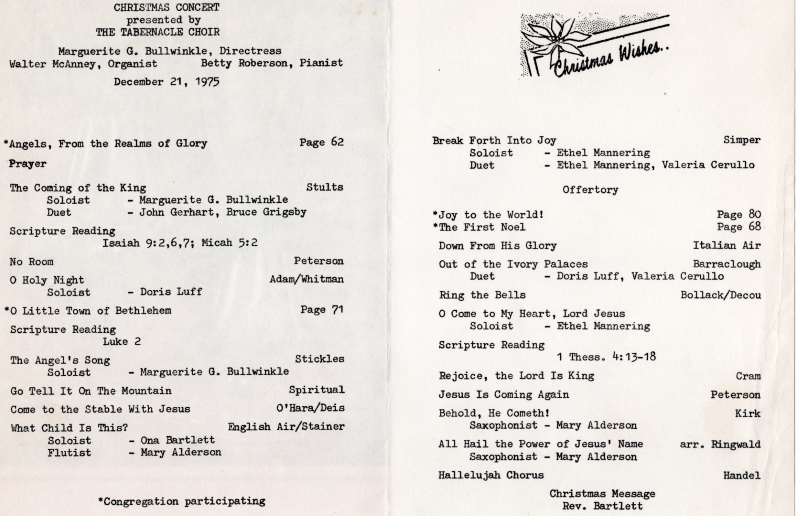 CHRISTMAS CONCERT
presented by
THE TABERNACLE CHOIR
Marguerite G. Bullwinkle, Directress
Walter McAnney, Organist Betty Roberson, Pianist
December 21, 1975
*Angels, From the Realms of Glory Page 62
Prayer
The Coming of the King Stults
Soloist - Marguerite G. Bullwinkle
Duet - John Gerhart, Bruce Grigsby
Scripture Reading
Isaiah 9:2,6,7; Micah 5:2
No Room Peterson
O Holy Night Adam/Whitman
Soloist - Doris Luff
*O Little Town of Bethlehem Page 71
Scripture Reading
Luke 2
The Angel's Song Stickles
Soloist - Marguerite G. Bullwinkle
Go Tell It On The Mountain Spiritual
Come to the Stable With Jesus O'Hara/Deis
What Child Is This? English Air/Stainer
Soloist - Ona Bartlett
Flutist - Mary Alderson
*Congregation participating
Christmas Wishes..
Break Forth Into Joy Simper
Soloist - Ethel Mannering
Duet - Ethel Mannering, Valeria Cerullo
Offertory
*Joy to the World! Page 80
*The First Noel Page 68
Down From His Glory Italian Air
Out of the Ivory Palaces Barraclough
Duet - Doris Luff, Valeria Cerullo
Ring the Bells Bollack/Decou
O Come to My Heart, Lord Jesus
Soloist - Ethel Mannering
Scripture Reading
1 Thess. 4:13-18
Rejoice, the Lord Is King Cram
Jesus Is Coming Again Peterson
Behold, He Cometh! Kirk
Saxophonist - Mary Alderson
All Hail the Power of Jesus' Name arr. Ringwald
Saxophonist - Mary Alderson
Hallelujah Chorus Handel
Christmas Message
Rev. Bartlett